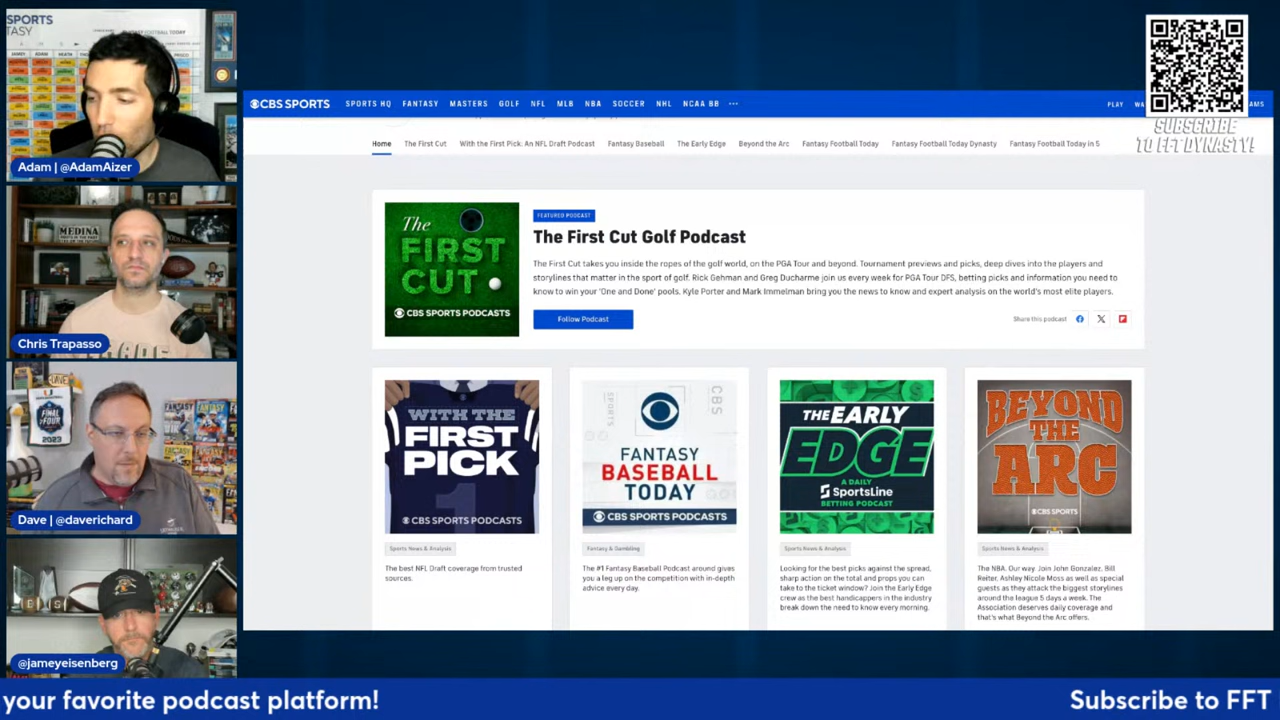 SPORTS
Adam | @AdamAizer
MEDINA
Chris Trapasso
FINAL
FOUR
2023
FANTASY
Dave | @daverichard
@jameyeisenberg
SUBSCRIBE
TO FFT DYNASTY!
CBS SPORTS
SPORTS HQ
FANTASY
MASTERS
GOLF
NFL
MLB
NBA
SOCCER
NHL
NCAA BB
PLAY
Home
The First Cut
With the First Pick: An NFL Draft Podcast
Fantasy Baseball
The Early Edge
Beyond the Arc
Fantasy Football Today
Fantasy Football Today Dynasty
Fantasy Football Today in 5
The
FIRST
CUT
CBS SPORTS PODCASTS
FEATURED PODCAST
The First Cut Golf Podcast
The First Cut takes you inside the ropes of the golf world, on the PGA Tour and beyond. Tournament previews and picks, deep dives into the players and
storylines that matter in the sport of golf. Rick Gehman and Greg Ducharme join us every week for PGA Tour DFS, betting picks and information you need to
know to win your 'One and Done' pools. Kyle Porter and Mark Immelman bring you the news to know and expert analysis on the world's most elite players.
Follow Podcast
Share this podcast
WITH THE
FIRST
PICK
CBS SPORTS PODCASTS
Sports News & Analysis
The best NFL Draft coverage from trusted
sources.
CBS
SPORTS
FANTASY
BASEBALL
TODAY
CBS SPORTS PODCASTS
Fantasy & Gambling
The #1 Fantasy Baseball Podcast around gives
you a leg up on the competition with in-depth
advice every day.
THE EARLY
EDGE
A DAILY
SportsLine
BETTING PODCAST
Sports News & Analysis
Looking for the best picks against the spread,
sharp action on the total and props you can
take to the ticket window? Join the Early Edge
crew as the best handicappers in the industry
break down the need to know every morning.
BEYOND
THE
ARC
CBS SPORTS
Sports News & Analysis
The NBA. Our way. Join John Gonzalez, Bill
Reiter, Ashley Nicole Moss as well as special
guests as they attack the biggest storylines
around the league 5 days a week. The
Association deserves daily coverage and
that's what Beyond the Arc offers.
your favorite podcast platform!
Subscribe to FFT